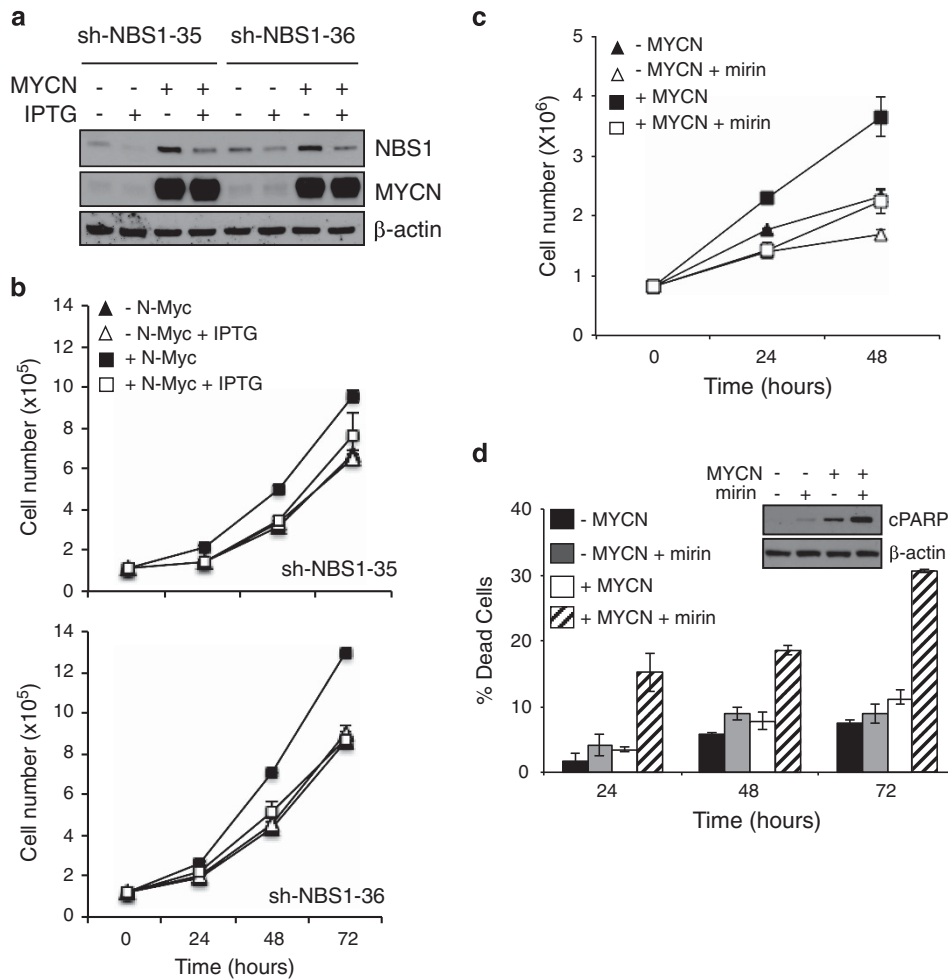 a
sh-NBS1-35 sh-NBS1-36
MYCN - - + + - - + +
IPTG - + - + - + - +
NBS1
MYCN
β-actin
b
14
12
10
8
6
4
2
0
Cell number (x10⁵)
- N-Myc
- N-Myc + IPTG
+ N-Myc
+ N-Myc + IPTG
sh-NBS1-35
14
12
10
8
6
4
2
0
Cell number (x10⁵)
sh-NBS1-36
0 24 48 72
Time (hours)
c
5
4
3
2
1
0
Cell number (X10⁶)
- MYCN
- MYCN + mirin
+ MYCN
+ MYCN + mirin
0 24 48
Time (hours)
d
MYCN - - + +
mirin - + - +
cPARP
β-actin
40
30
20
10
0
% Dead Cells
- MYCN
- MYCN + mirin
+ MYCN
+ MYCN + mirin
24 48 72
Time (hours)